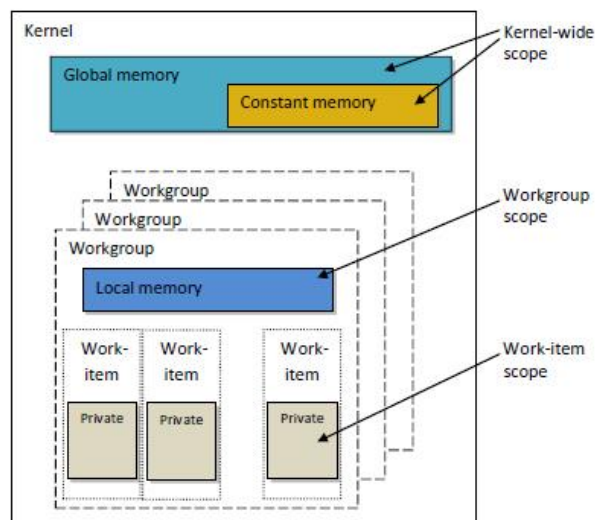 Kernel
Global memory
Constant memory
Kernel-wide
scope
Workgroup
Workgroup
Workgroup
Local memory
Workgroup
scope
Work-
item
Work-
item
Work-
item
Private
Private
Private
Work-item
scope